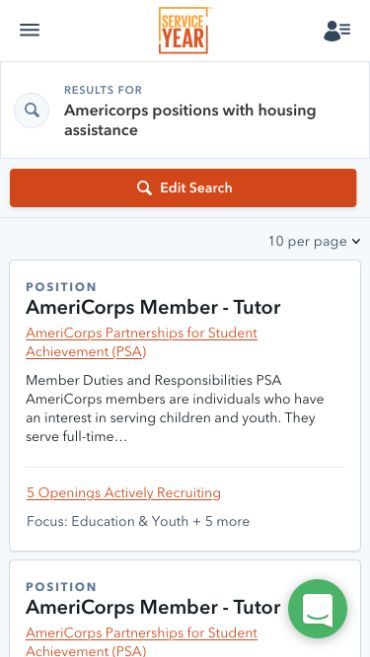 SERVICE
YEAR
RESULTS FOR
Americorps positions with housing
assistance
Edit Search
10 per page
POSITION
AmeriCorps Member - Tutor
AmeriCorps Partnerships for Student
Achievement (PSA)
Member Duties and Responsibilities PSA
AmeriCorps members are individuals who have
an interest in serving children and youth. They
serve full-time…
5 Openings Actively Recruiting
Focus: Education & Youth + 5 more
POSITION
AmeriCorps Member - Tutor
AmeriCorps Partnerships for Student
Achievement (PSA)